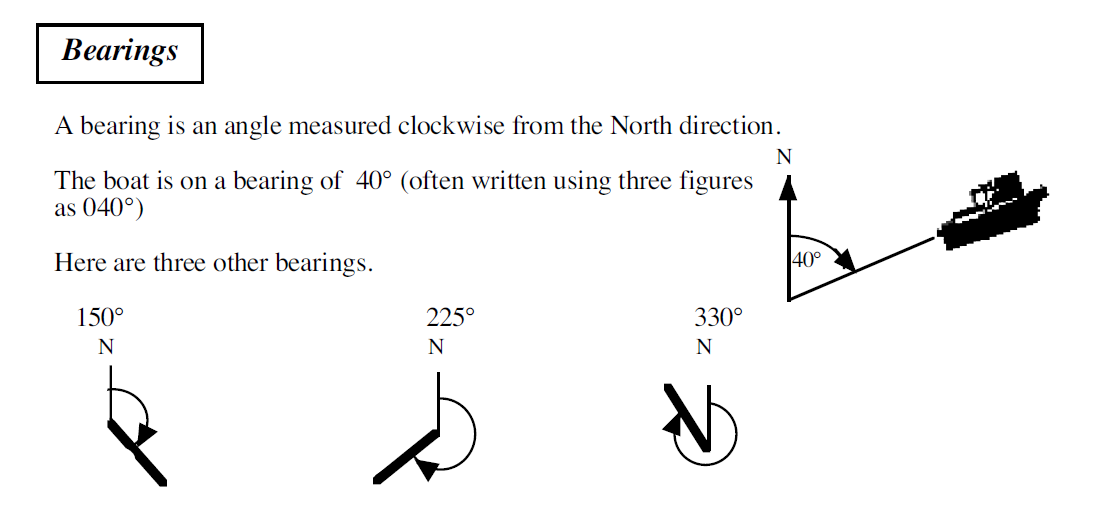 Bearings
A bearing is an angle measured clockwise from the North direction.
N
The boat is on a bearing of 40° (often written using three figures
as 040°)
40°
Here are three other bearings.
150° 225° 330°
N N N